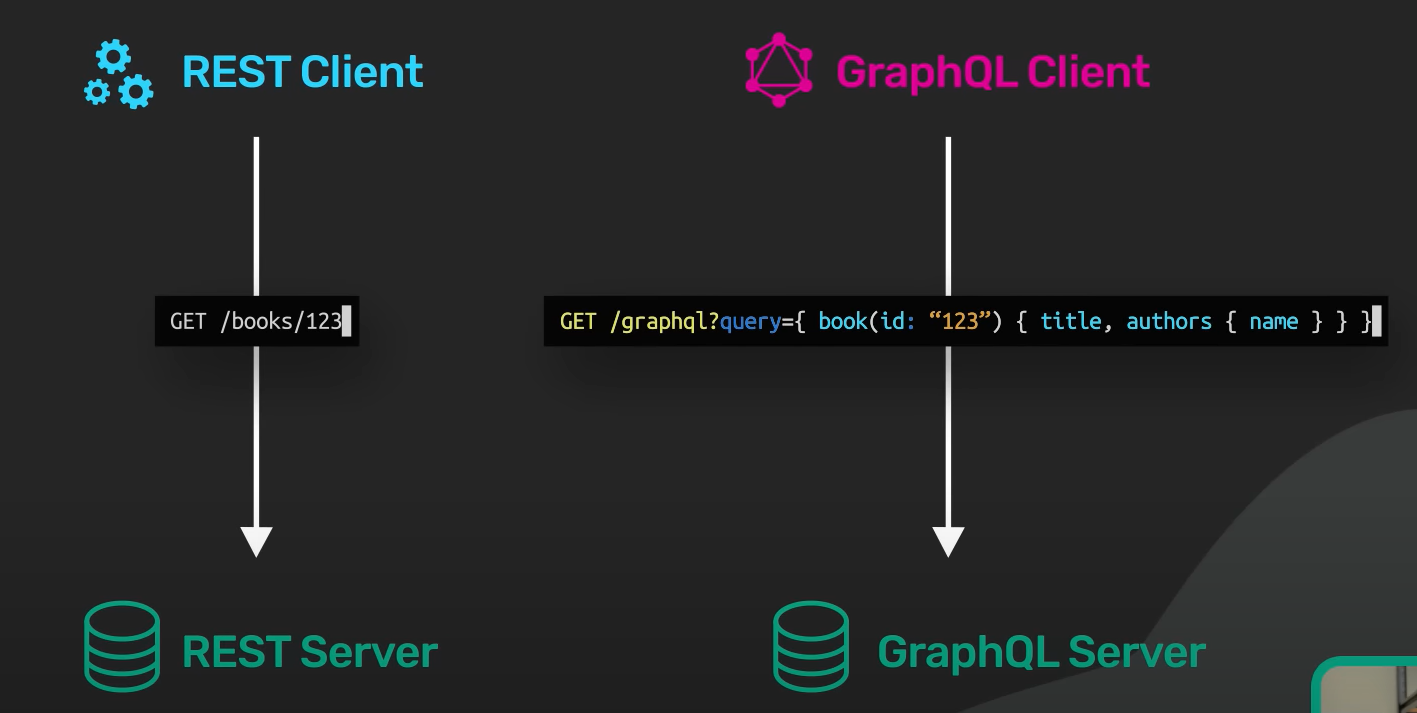 REST Client
GraphQL Client
GET /books/123
GET /graphql?query={ book(id: “123”) { title, authors { name } } }
REST Server
GraphQL Server